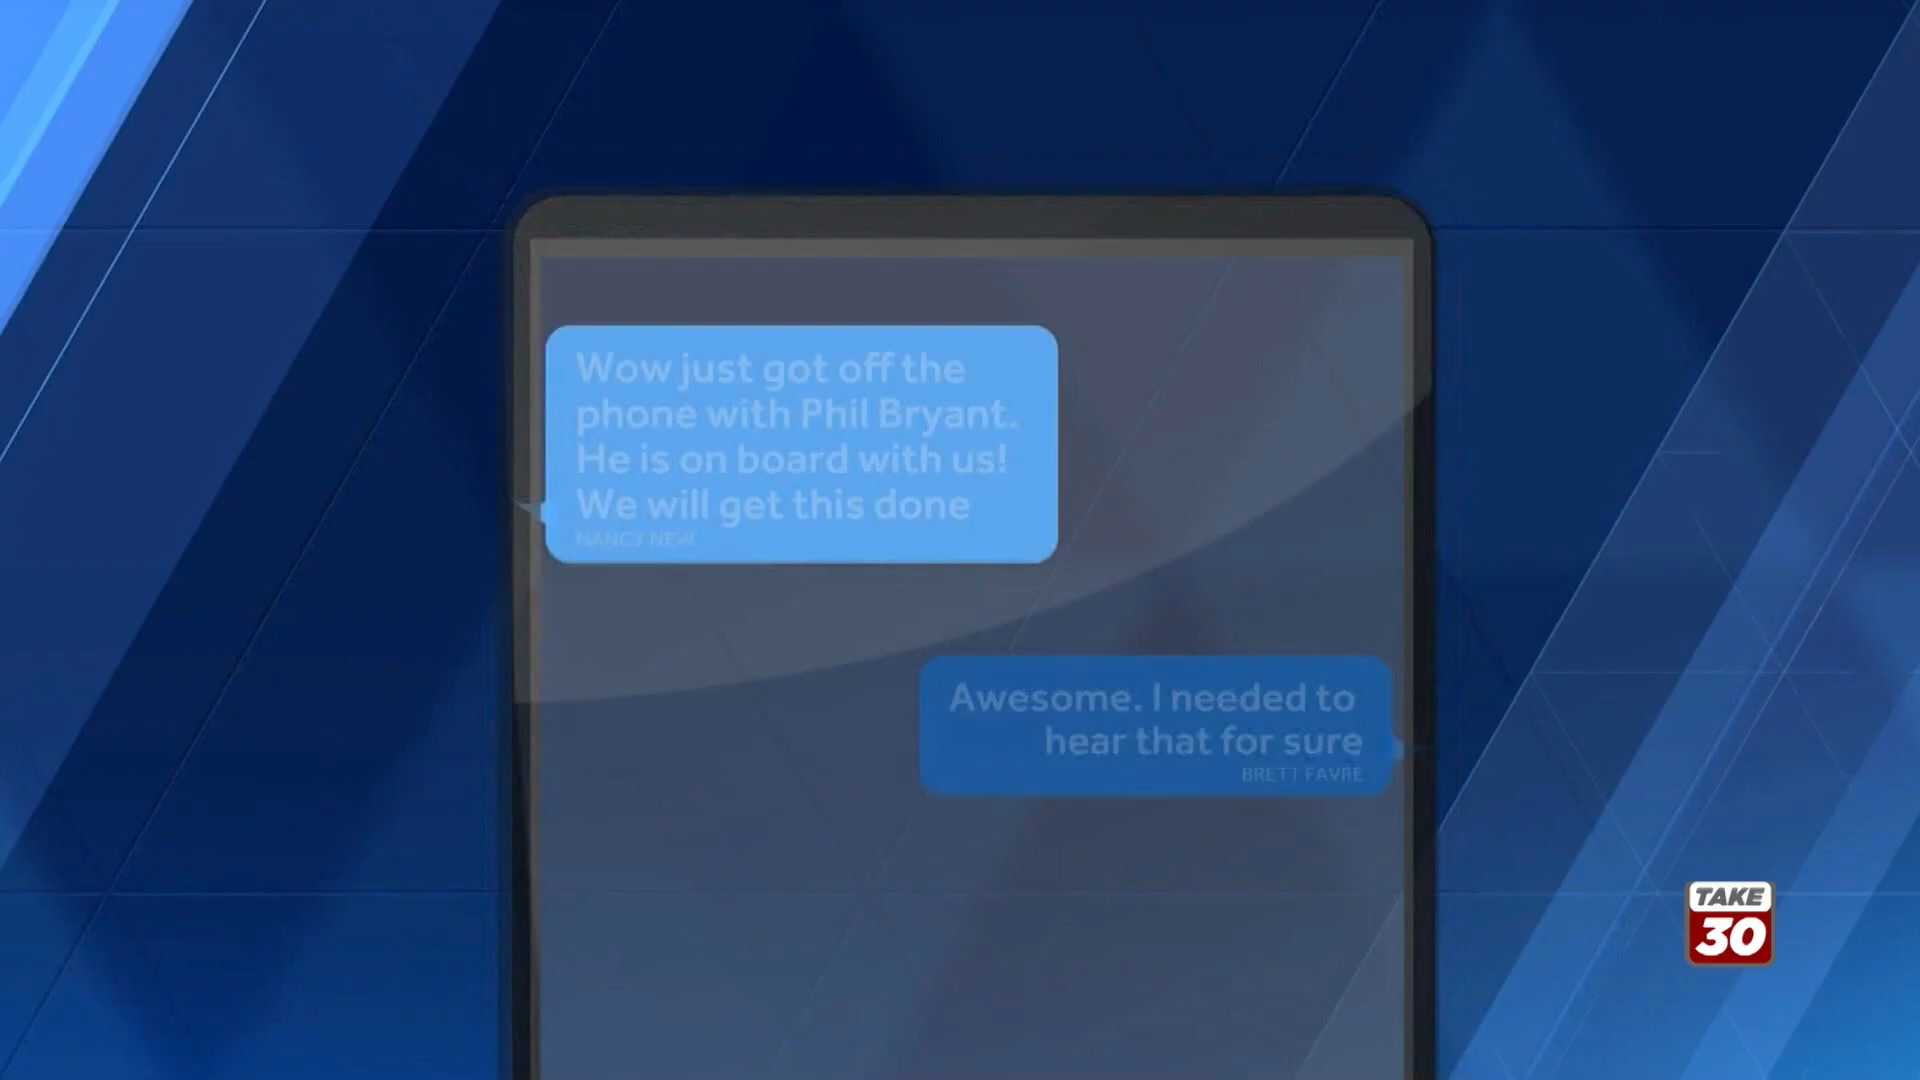 Wow just got off the
phone with Phil Bryant.
He is on board with us!
We will get this done
NANCY NEW
Awesome. I needed to
hear that for sure
BRETT FAVRE
TAKE
30